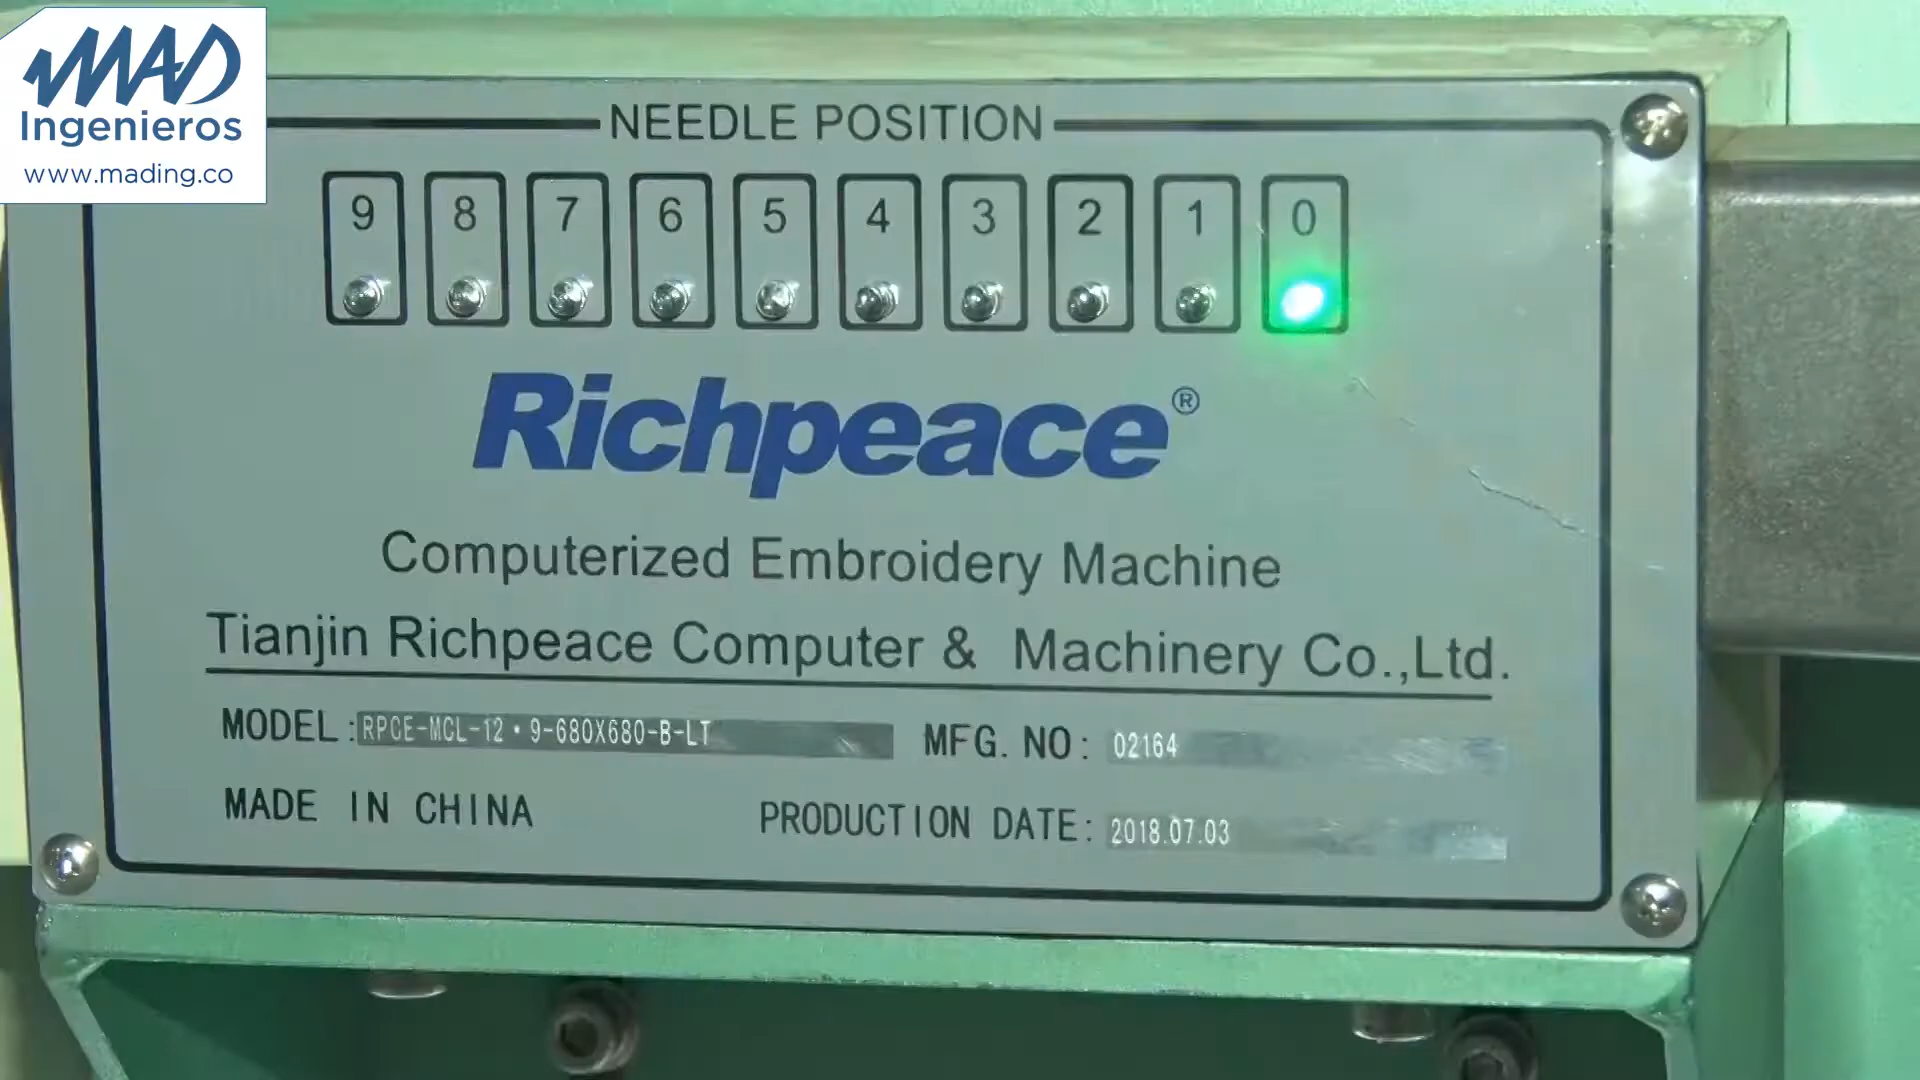 MAD
Ingenieros
www.mading.co
NEEDLE POSITION
9 8 7 6 5 4 3 2 1 0
Richpeace®
Computerized Embroidery Machine
Tianjin Richpeace Computer & Machinery Co.,Ltd.
MODEL: RPCE-MCL-12·9-680X680-B-LT MFG. NO: 02164
MADE IN CHINA PRODUCTION DATE: 2018.07.03